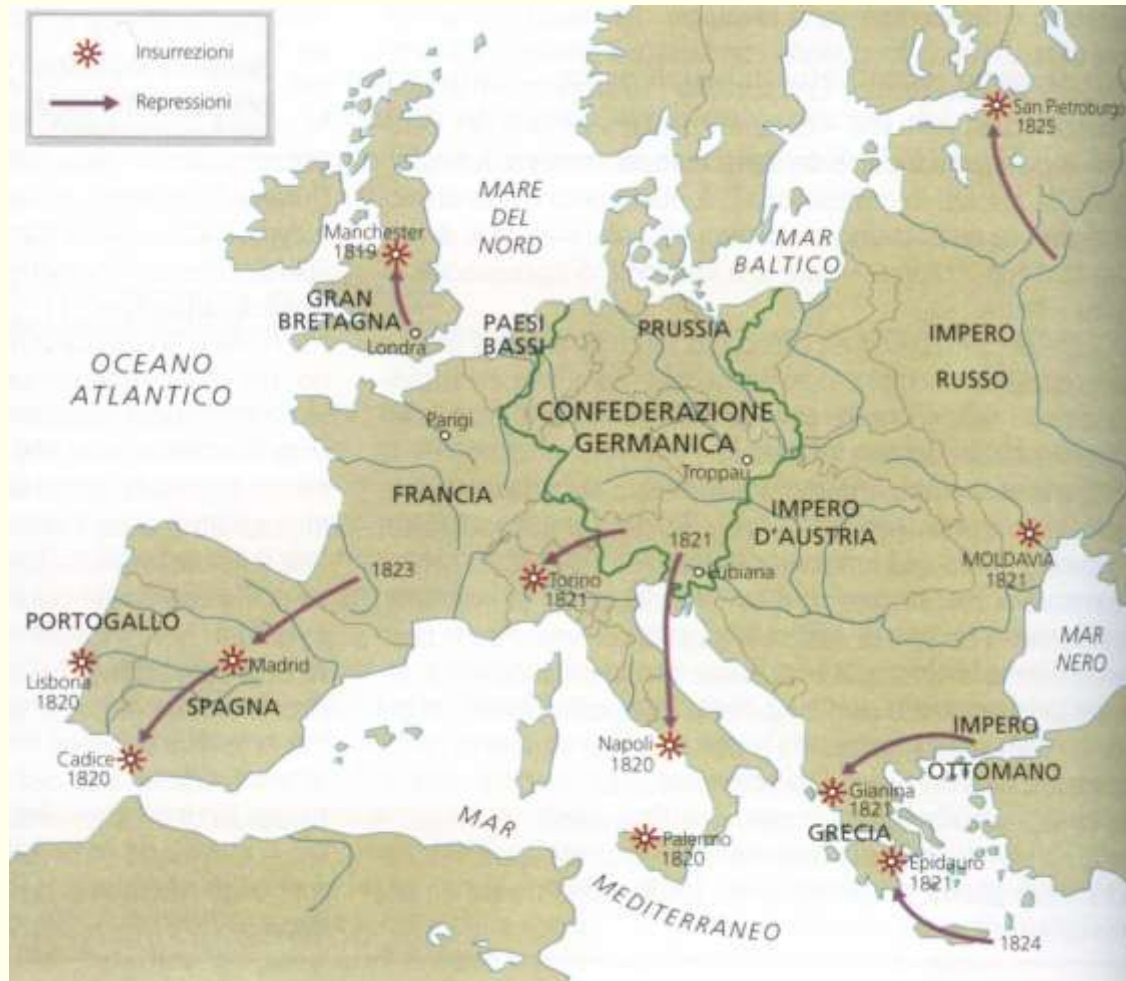 Insurrezioni
Repressioni
San Pietroburgo
1825
MARE
DEL
NORD
Manchester
1819
MAR
BALTICO
GRAN
BRETAGNA
Londra
PAESI
BASSI
PRUSSIA
IMPERO
RUSSO
OCEANO
ATLANTICO
Parigi
CONFEDERAZIONE
GERMANICA
Troppau
FRANCIA
IMPERO
D'AUSTRIA
1821
MOLDAVIA
1821
1823
Torino
1821
Lubiana
PORTOGALLO
MAR
NERO
Lisbona
1820
Madrid
SPAGNA
Cadice
1820
Napoli
1820
IMPERO
OTTOMANO
Gianina
1821
GRECIA
MAR
MEDITERRANEO
Palermo
1820
Epidauro
1821
1824